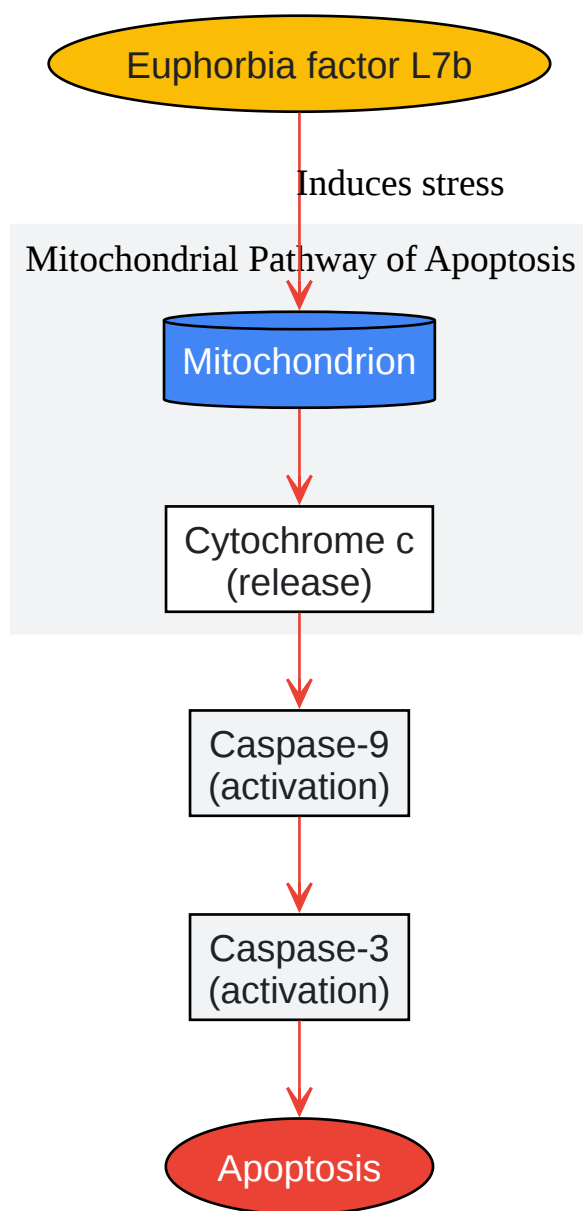 Euphorbia factor L7b
Induces stress
Mitochondrial Pathway of Apoptosis
Mitochondrion
Cytochrome c
(release)
Caspase-9
(activation)
Caspase-3
(activation)
Apoptosis